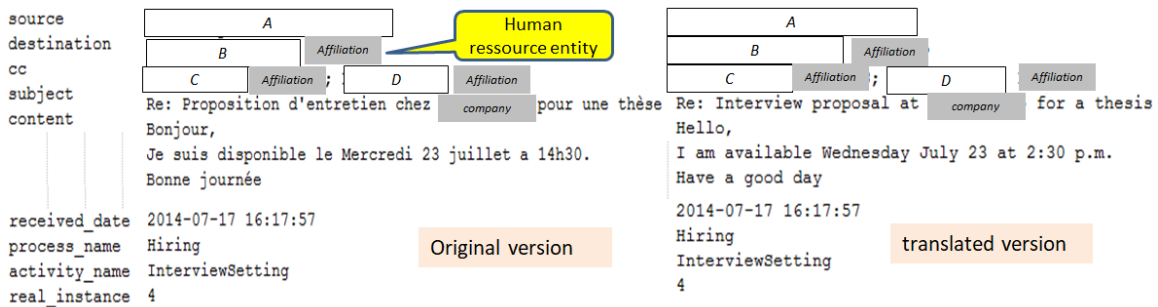 source
destination
cc
subject
content
A
B Affiliation
C Affiliation ; D Affiliation
Human
ressource entity
Re: Proposition d'entretien chez company pour une thèse
Bonjour,
Je suis disponible le Mercredi 23 juillet a 14h30.
Bonne journée
A
B Affiliation
C Affiliation ; D Affiliation
Re: Interview proposal at company for a thesis
Hello,
I am available Wednesday July 23 at 2:30 p.m.
Have a good day
received_date 2014-07-17 16:17:57
process_name Hiring
activity_name InterviewSetting
real_instance 4
Original version
2014-07-17 16:17:57
Hiring
InterviewSetting
4
translated version